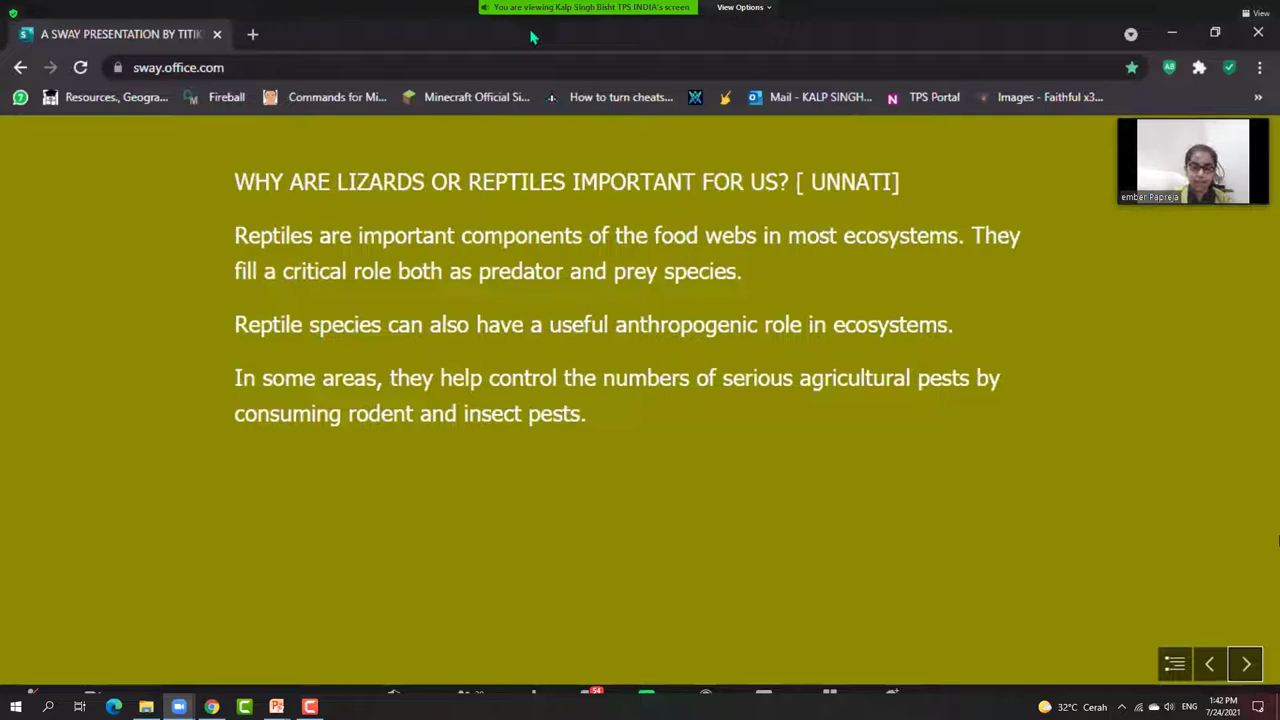 You are viewing Kalp Singh Bisht TPS INDIA's screen
View Options
View
A SWAY PRESENTATION BY TITIK
sway.office.com
Resources, Geogra...
Fireball
Commands for Mi...
Minecraft Official Si...
How to turn cheats...
Mail - KALP SINGH...
TPS Portal
Images - Faithful x3...
WHY ARE LIZARDS OR REPTILES IMPORTANT FOR US? [ UNNATI]
Reptiles are important components of the food webs in most ecosystems. They
fill a critical role both as predator and prey species.
Reptile species can also have a useful anthropogenic role in ecosystems.
In some areas, they help control the numbers of serious agricultural pests by
consuming rodent and insect pests.
ember Papreja
54
32°C Cerah
ENG
1:42 PM
7/24/2021